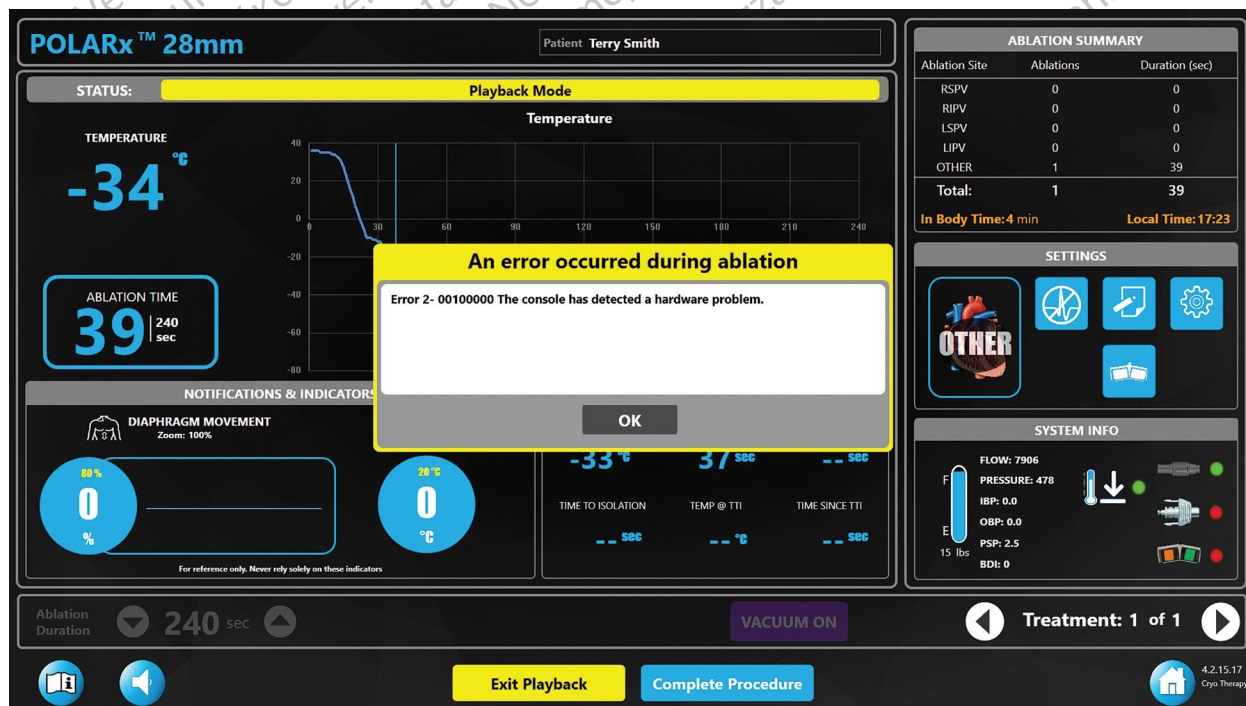 POLARx™ 28mm
Patient Terry Smith
STATUS:
Playback Mode
TEMPERATURE
-34 °C
ABLATION TIME
39 240 sec
Temperature
40
20
0
-20
-40
-60
-80
0 30 60 90 120 150 180 210 240
An error occurred during ablation
Error 2- 00100000 The console has detected a hardware problem.
OK
NOTIFICATIONS & INDICATORS
DIAPHRAGM MOVEMENT
Zoom: 100%
80%
0
%
20 °C
0
°C
For reference only. Never rely solely on these indicators
-33 °C 37 sec -- sec
TIME TO ISOLATION TEMP @ TTI TIME SINCE TTI
-- sec -- °C -- sec
ABLATION SUMMARY
Ablation Site Ablations Duration (sec)
RSPV 0 0
RIPV 0 0
LSPV 0 0
LIPV 0 0
OTHER 1 39
Total: 1 39
In Body Time: 4 min Local Time: 17:23
SETTINGS
OTHER
SYSTEM INFO
F
E
15 lbs
FLOW: 7906
PRESSURE: 478
IBP: 0.0
OBP: 0.0
PSP: 2.5
BDI: 0
Ablation
Duration
240 sec
VACUUM ON
Treatment: 1 of 1
Exit Playback
Complete Procedure
4.2.15.17
Cryo Therapy